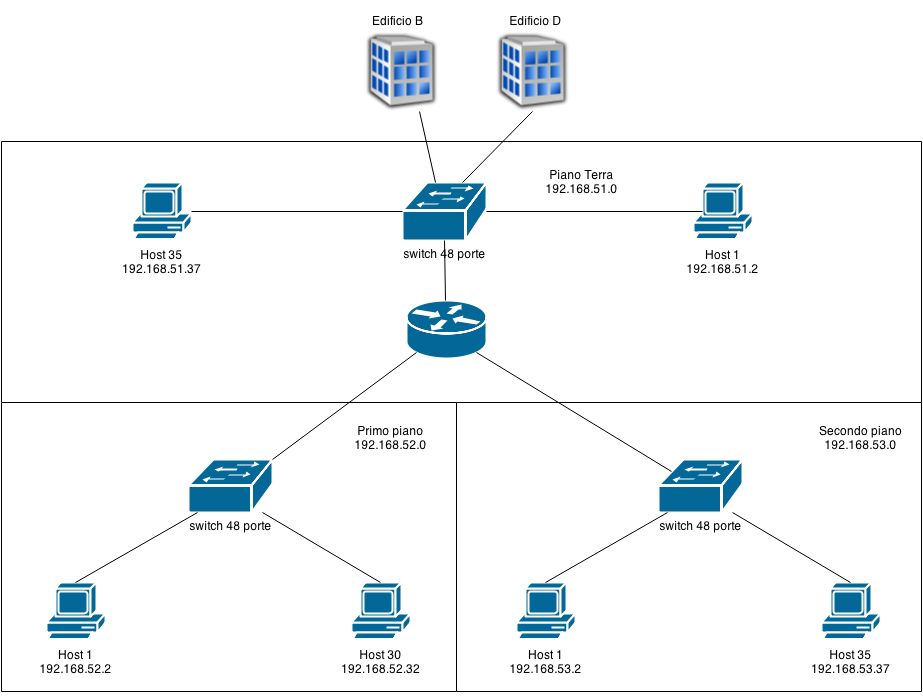 Edificio B
Edificio D
Piano Terra
192.168.51.0
Host 35
192.168.51.37
switch 48 porte
Host 1
192.168.51.2
Primo piano
192.168.52.0
Secondo piano
192.168.53.0
switch 48 porte
switch 48 porte
Host 1
192.168.52.2
Host 30
192.168.52.32
Host 1
192.168.53.2
Host 35
192.168.53.37